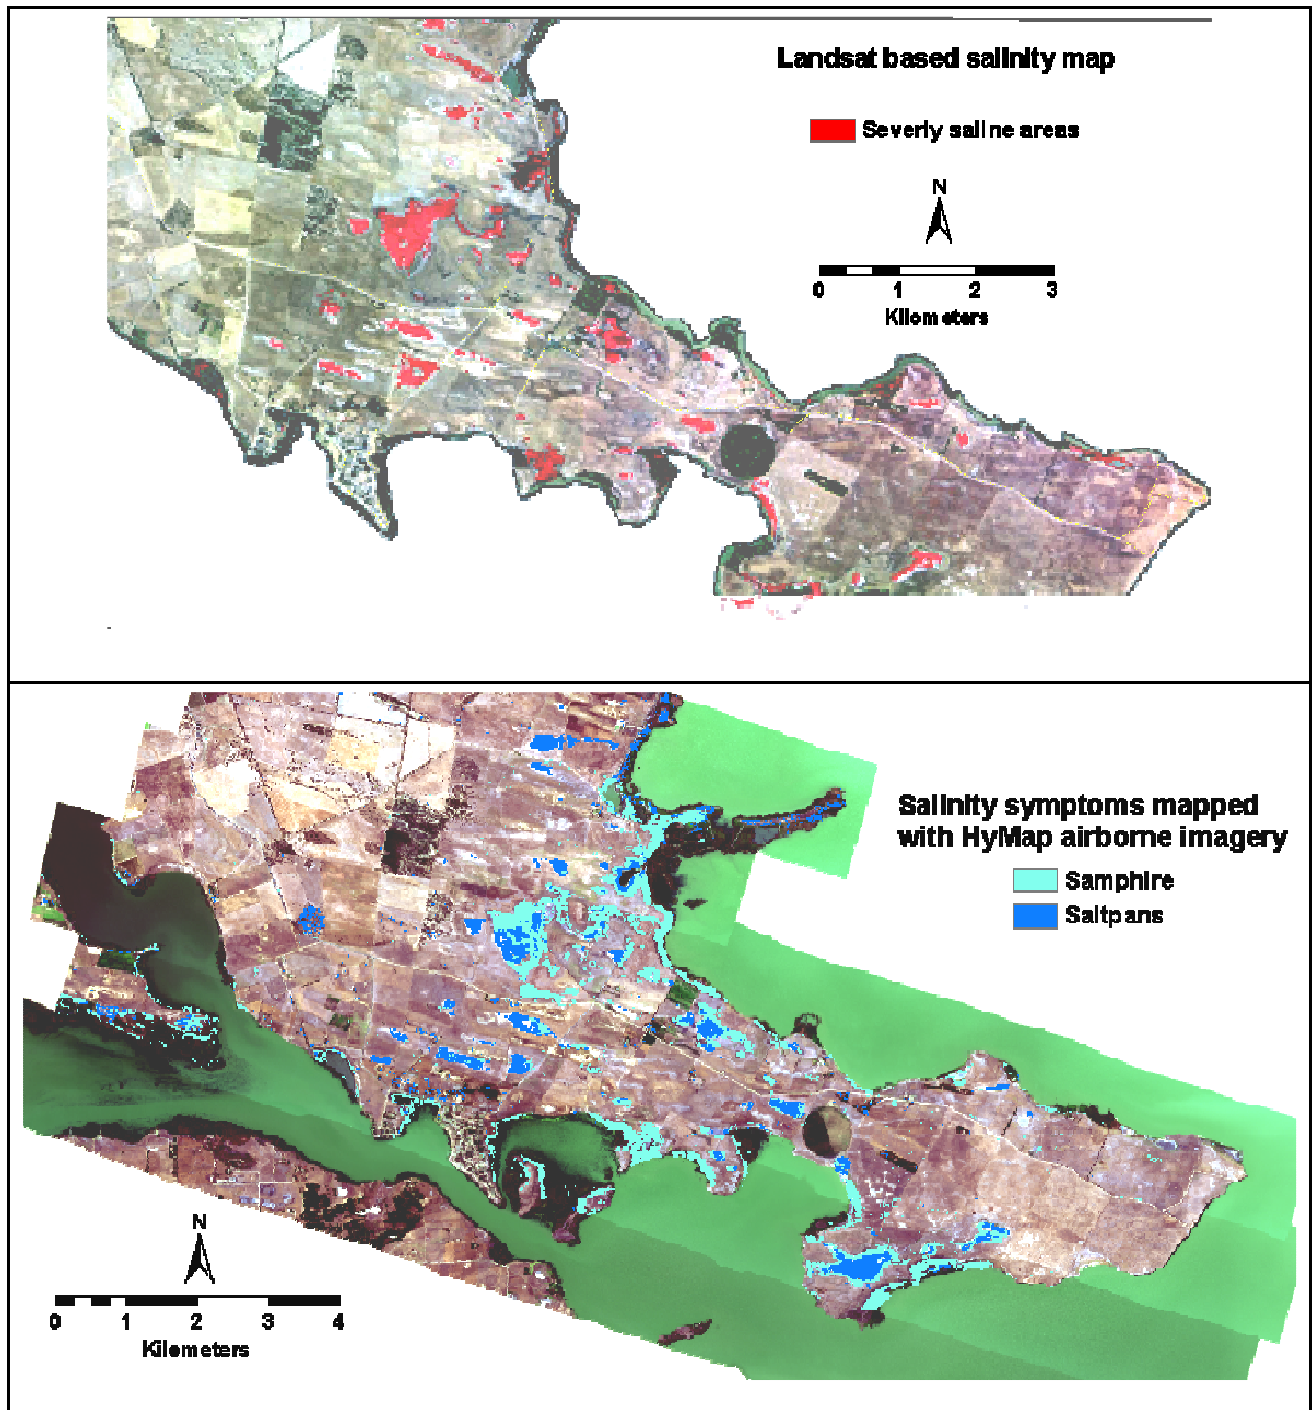 Landsat based salinity map
Severly saline areas
N
0 1 2 3
Kilometers
Salinity symptoms mapped
with HyMap airborne imagery
Samphire
Saltpans
N
0 1 2 3 4
Kilometers